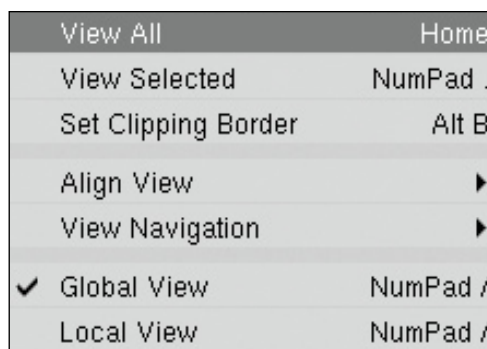 View All Home
View Selected NumPad .
Set Clipping Border Alt B
Align View
View Navigation
Global View NumPad /
Local View NumPad /